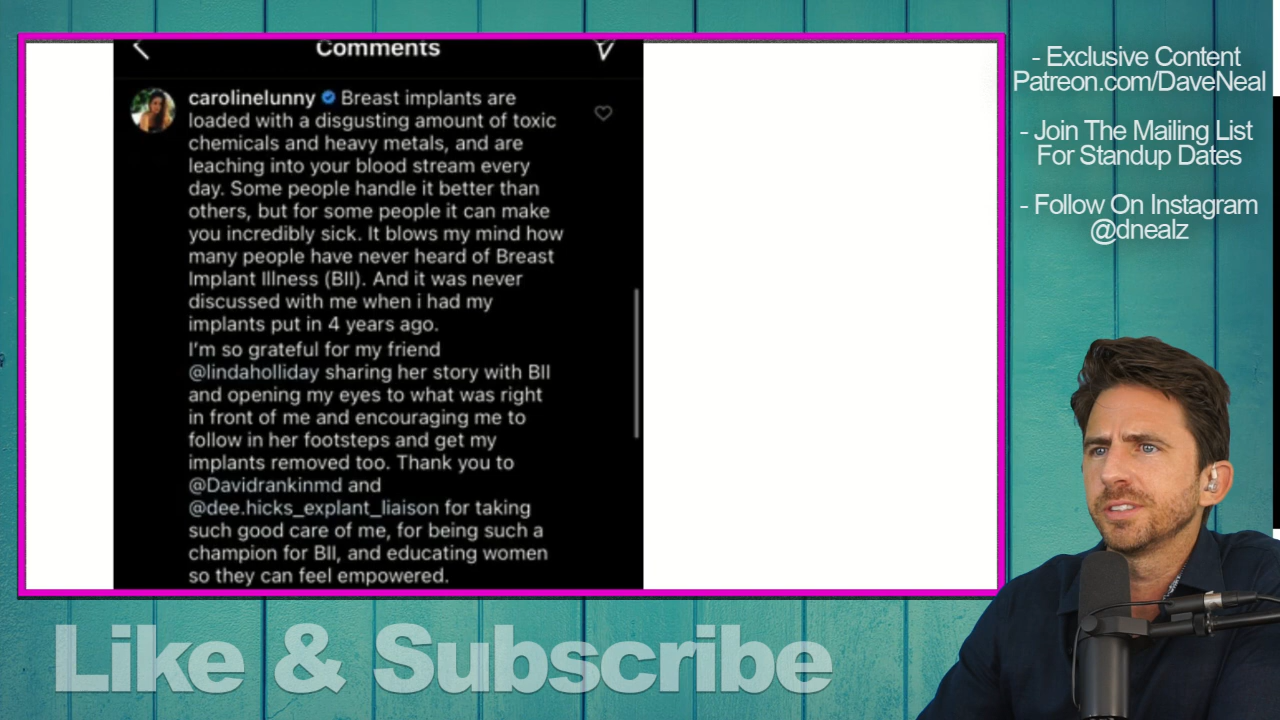 Comments
carolinelunny Breast implants are
loaded with a disgusting amount of toxic
chemicals and heavy metals, and are
leaching into your blood stream every
day. Some people handle it better than
others, but for some people it can make
you incredibly sick. It blows my mind how
many people have never heard of Breast
Implant Illness (BII). And it was never
discussed with me when i had my
implants put in 4 years ago.
I'm so grateful for my friend
@lindaholliday sharing her story with BII
and opening my eyes to what was right
in front of me and encouraging me to
follow in her footsteps and get my
implants removed too. Thank you to
@Davidrankinmd and
@dee.hicks_explant_liaison for taking
such good care of me, for being such a
champion for BII, and educating women
so they can feel empowered.
- Exclusive Content
Patreon.com/DaveNeal
- Join The Mailing List
For Standup Dates
- Follow On Instagram
@dnealz
Like & Subscribe